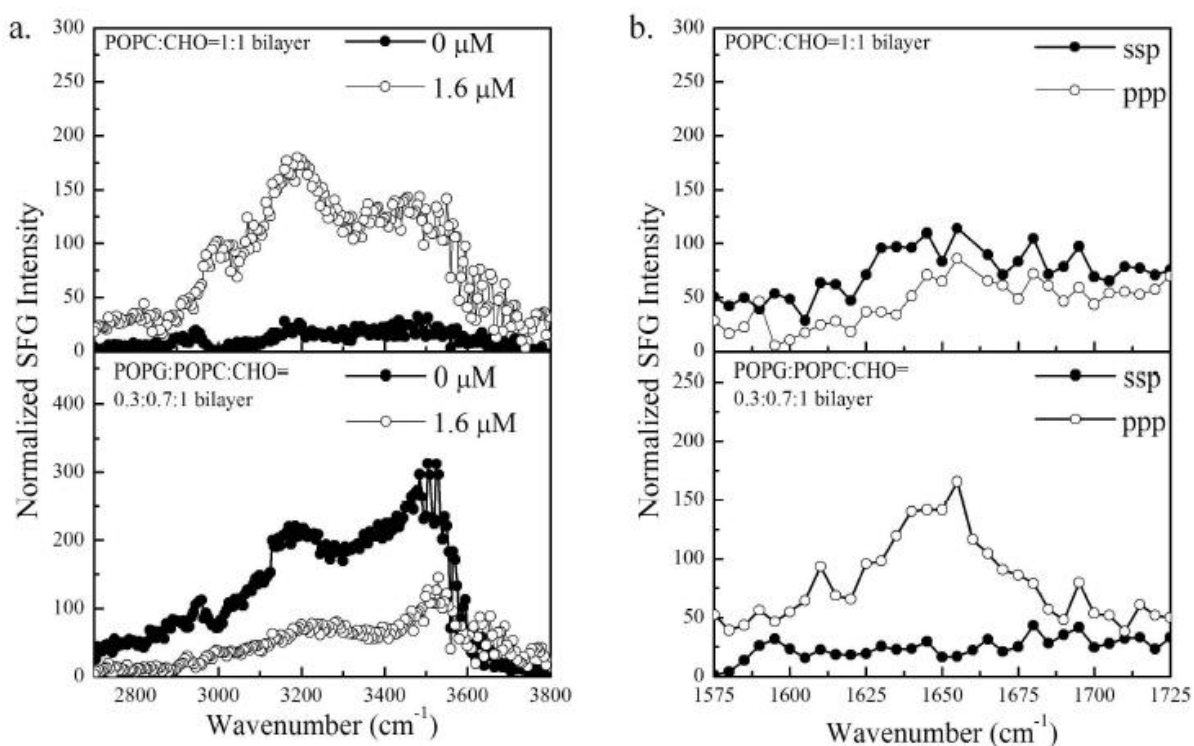 a.
300
250
200
150
100
50
0
POPC:CHO=1:1 bilayer
0 μM
1.6 μM
400
300
200
100
0
POPG:POPC:CHO=
0.3:0.7:1 bilayer
0 μM
1.6 μM
Normalized SFG Intensity
2800 3000 3200 3400 3600 3800
Wavenumber (cm-1)
b.
300
250
200
150
100
50
0
POPC:CHO=1:1 bilayer
ssp
ppp
250
200
150
100
50
0
POPG:POPC:CHO=
0.3:0.7:1 bilayer
ssp
ppp
Normalized SFG Intensity
1575 1600 1625 1650 1675 1700 1725
Wavenumber (cm-1)